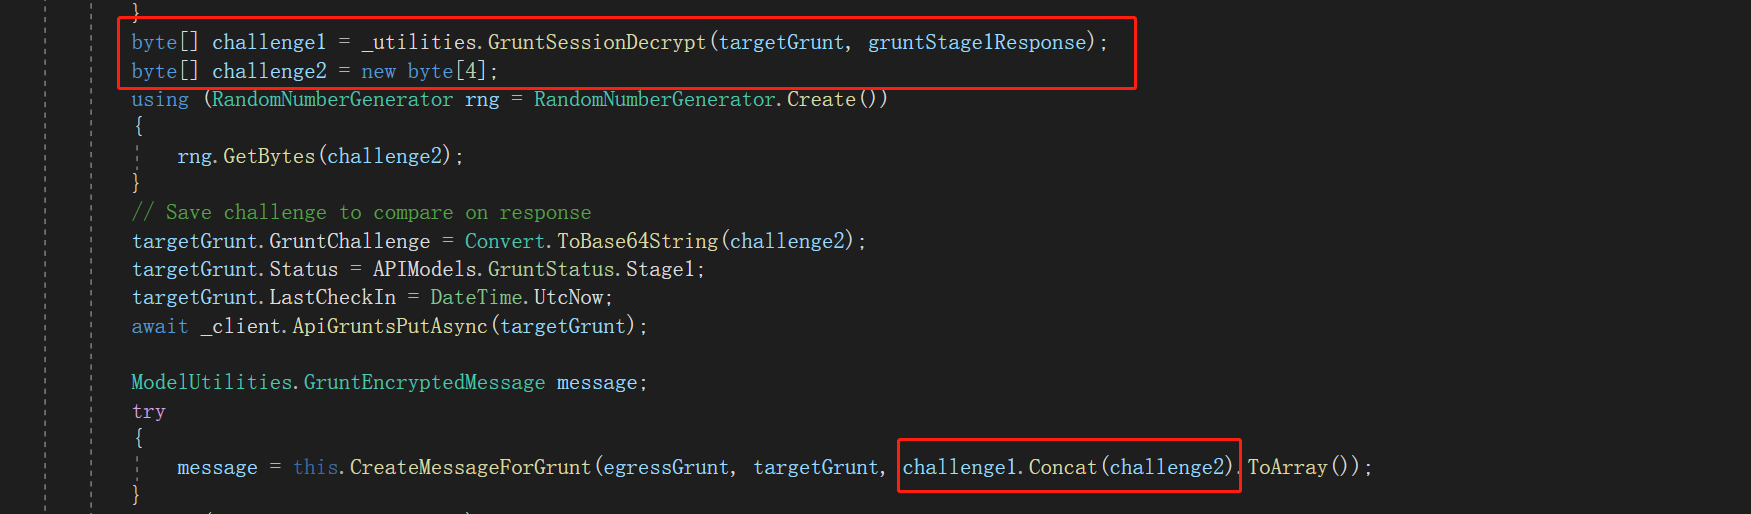 }
byte[] challenge1 = _utilities.GruntSessionDecrypt(targetGrunt, gruntStage1Response);
byte[] challenge2 = new byte[4];
using (RandomNumberGenerator rng = RandomNumberGenerator.Create())
{
rng.GetBytes(challenge2);
}
// Save challenge to compare on response
targetGrunt.GruntChallenge = Convert.ToBase64String(challenge2);
targetGrunt.Status = APIModels.GruntStatus.Stage1;
targetGrunt.LastCheckIn = DateTime.UtcNow;
await _client.ApiGruntsPutAsync(targetGrunt);
ModelUtilities.GruntEncryptedMessage message;
try
{
message = this.CreateMessageForGrunt(egressGrunt, targetGrunt, challenge1.Concat(challenge2).ToArray());
}